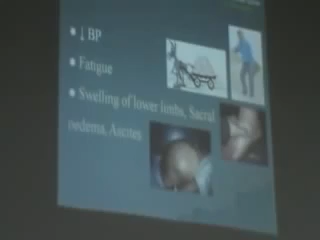 ↓ BP
Fatigue
Swelling of lower limbs, Sacral
oedema, Ascites